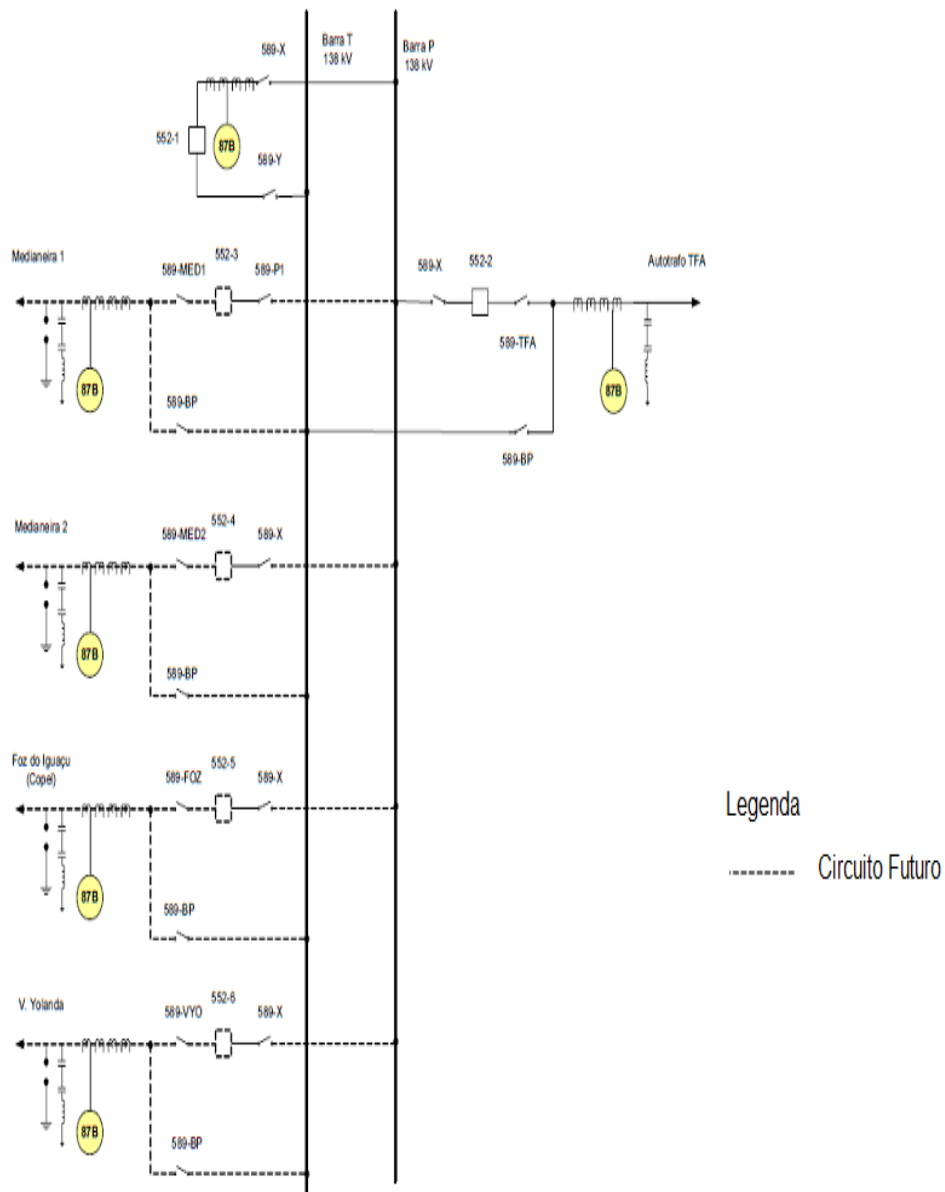 589-X
Barra T
138 kV
Barra P
138 kV
552-1
87B
589-Y
Medianeira 1
589-MED1
552-3
589-P1
589-X
552-2
Autotrafo TFA
589-TFA
87B
87B
589-BP
589-BP
Medianeira 2
589-MED2
552-4
589-X
87B
589-BP
Foz do Iguaçu
(Copel)
589-FOZ
552-5
589-X
87B
589-BP
Legenda
Circuito Futuro
V. Yolanda
589-VYO
552-6
589-X
87B
589-BP